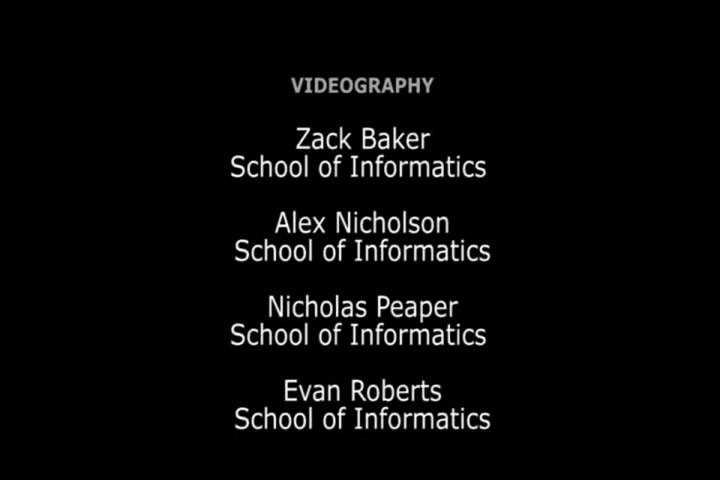 VIDEOGRAPHY
Zack Baker
School of Informatics
Alex Nicholson
School of Informatics
Nicholas Peaper
School of Informatics
Evan Roberts
School of Informatics